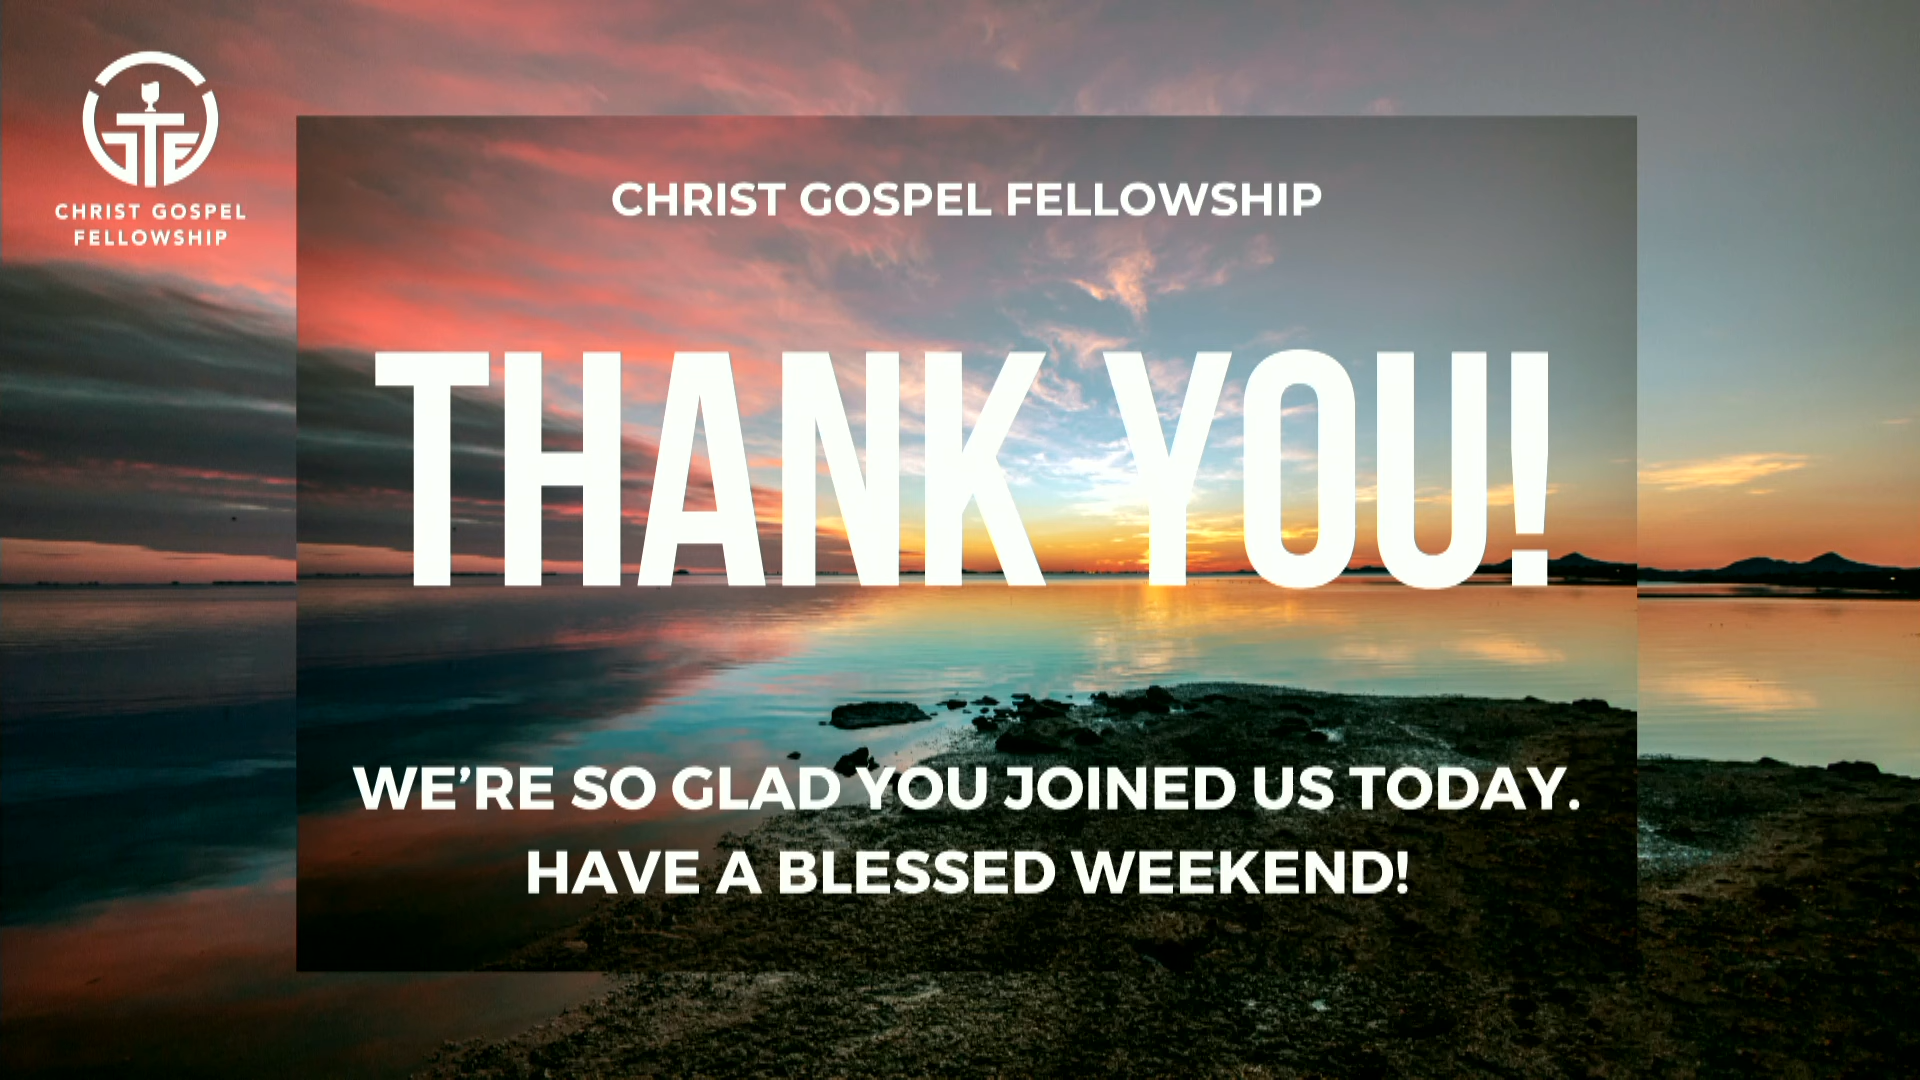 CHRIST GOSPEL
FELLOWSHIP
CHRIST GOSPEL FELLOWSHIP
THANK YOU!
WE’RE SO GLAD YOU JOINED US TODAY.
HAVE A BLESSED WEEKEND!